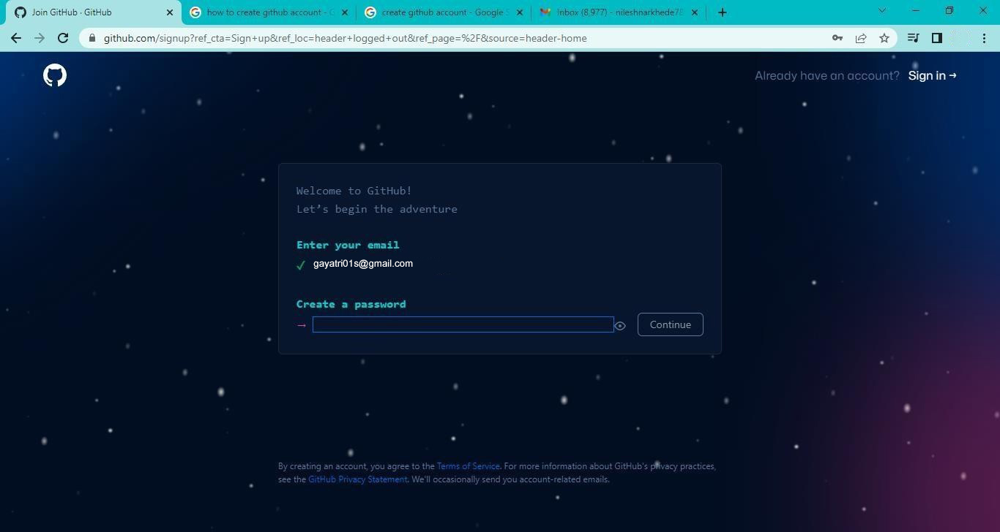 Join GitHub · GitHub
how to create github account - G
create github account - Google S
Inbox (8,977) - nileshnarkhede78
github.com/signup?ref_cta=Sign+up&ref_loc=header+logged+out&ref_page=%2F&source=header-home
Already have an account? Sign in →
Welcome to GitHub!
Let's begin the adventure
Enter your email
✓ gayatri01s@gmail.com
Create a password
→
Continue
By creating an account, you agree to the Terms of Service. For more information about GitHub's privacy practices,
see the GitHub Privacy Statement. We'll occasionally send you account-related emails.